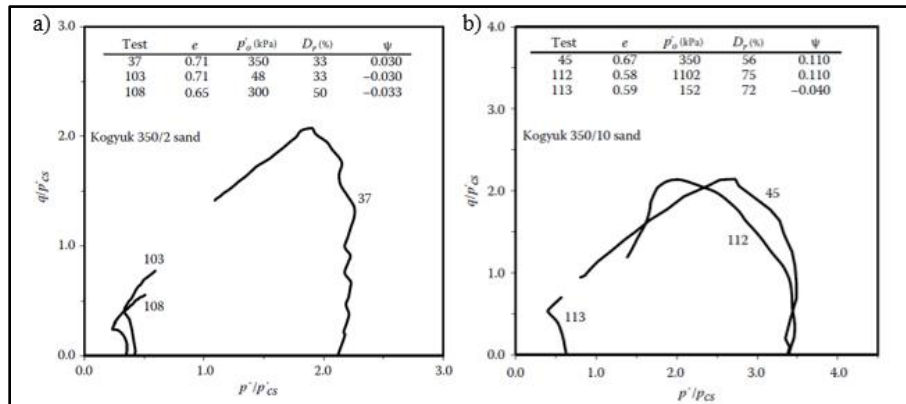 a)
3.0
Test e p'o (kPa) Dr (%) ψ
37 0.71 350 33 0.030
103 0.71 48 33 –0.030
108 0.65 300 50 –0.033
Kogyuk 350/2 sand
2.0
q/p'cs
37
1.0
103
108
0.0
0.0 1.0 2.0 3.0
p'/p'cs
b)
4.0
Test e p'o (kPa) Dr (%) ψ
45 0.67 350 56 0.110
112 0.58 1102 75 0.110
113 0.59 152 72 –0.040
3.0
Kogyuk 350/10 sand
q/p'cs
2.0
45
112
1.0
113
0.0
0.0 1.0 2.0 3.0 4.0
p'/pcs